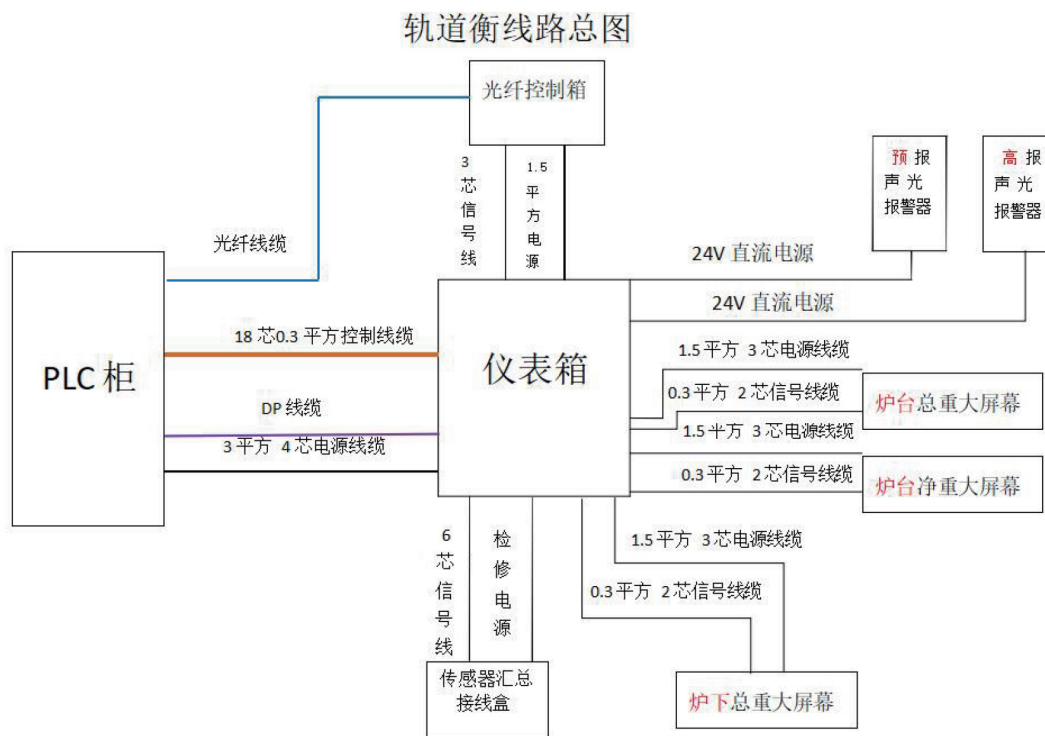 轨道衡线路总图
光纤控制箱
3芯信号线
1.5平方电源
预报
声光
报警器
高报
声光
报警器
光纤线缆
24V 直流电源
24V 直流电源
18 芯0.3 平方控制线缆
PLC 柜
仪表箱
1.5平方 3芯电源线缆
0.3平方 2芯信号线缆
炉台总重大屏幕
DP 线缆
1.5平方 3芯电源线缆
3平方 4芯电源线缆
0.3平方 2芯信号线缆
炉台净重大屏幕
6芯信号线
检修电源
1.5平方 3芯电源线缆
0.3平方 2芯信号线缆
传感器汇总
接线盒
炉下总重大屏幕